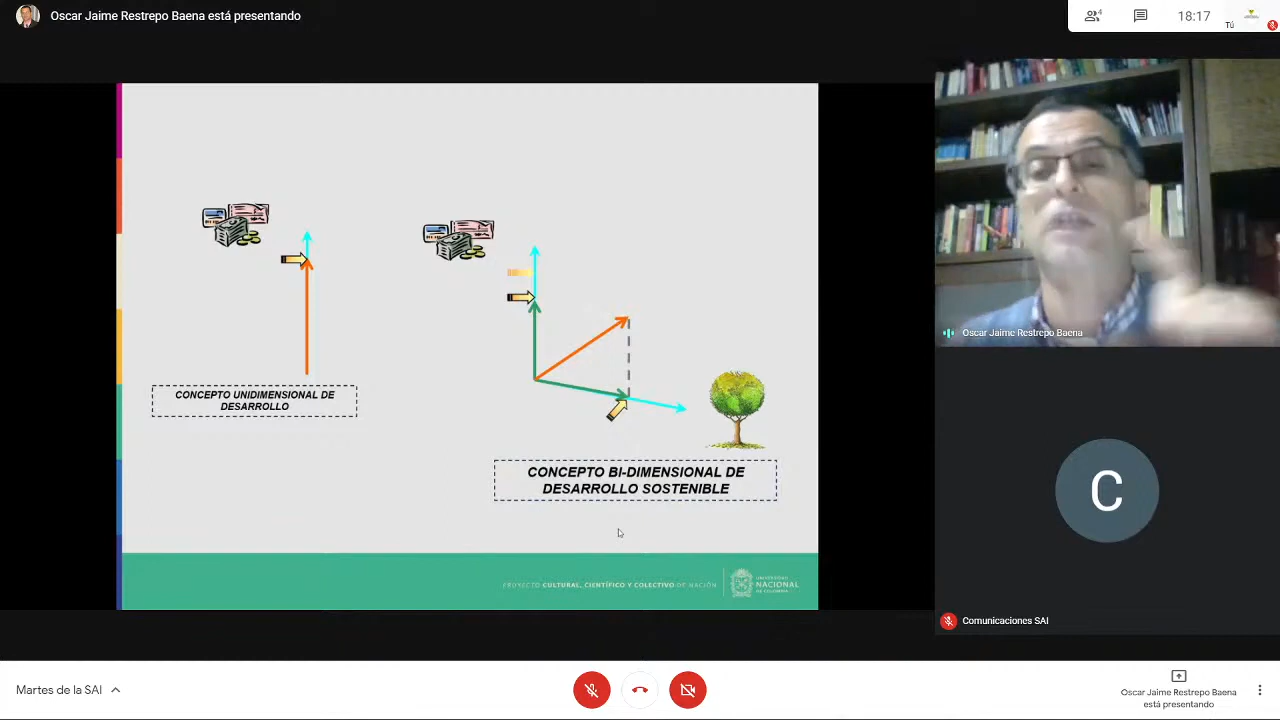 Oscar Jaime Restrepo Baena está presentando
4
18:17
Tú
CONCEPTO UNIDIMENSIONAL DE
DESARROLLO
CONCEPTO BI-DIMENSIONAL DE
DESARROLLO SOSTENIBLE
PROYECTO CULTURAL, CIENTÍFICO Y COLECTIVO DE NACIÓN
UNIVERSIDAD
NACIONAL
DE COLOMBIA
Oscar Jaime Restrepo Baena
C
Comunicaciones SAI
Martes de la SAI
Oscar Jaime Restrepo Baena
está presentando